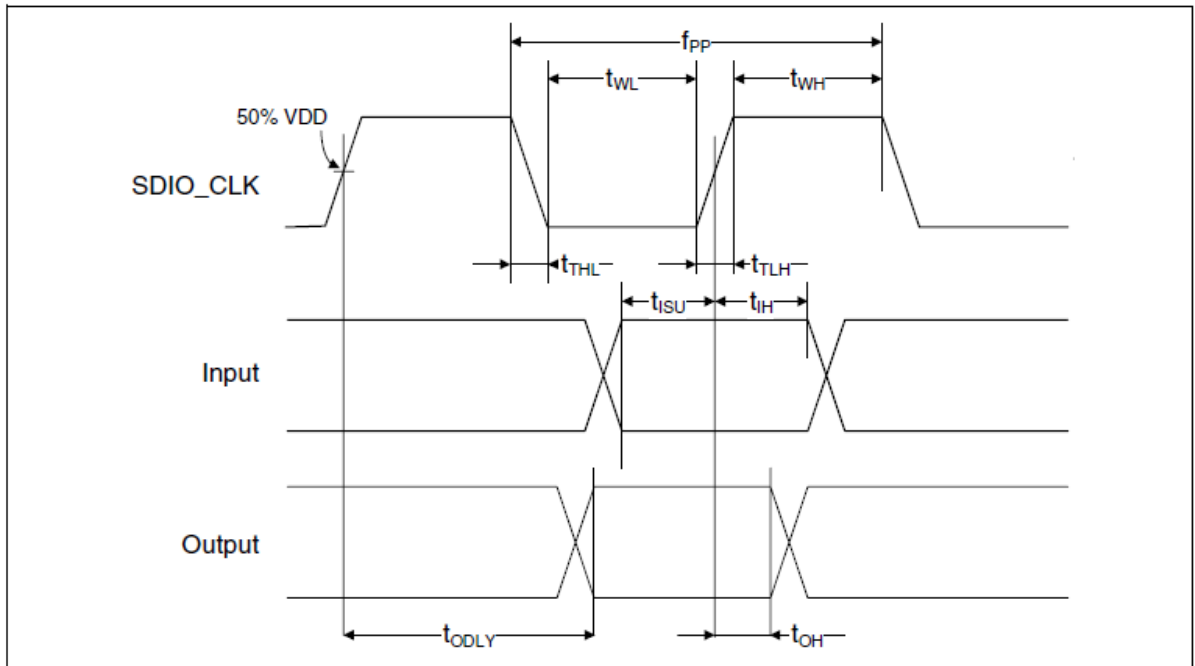 fPP
tWL
tWH
50% VDD
SDIO_CLK
tTHL
tTLH
tISU
tIH
Input
Output
tODLY
tOH